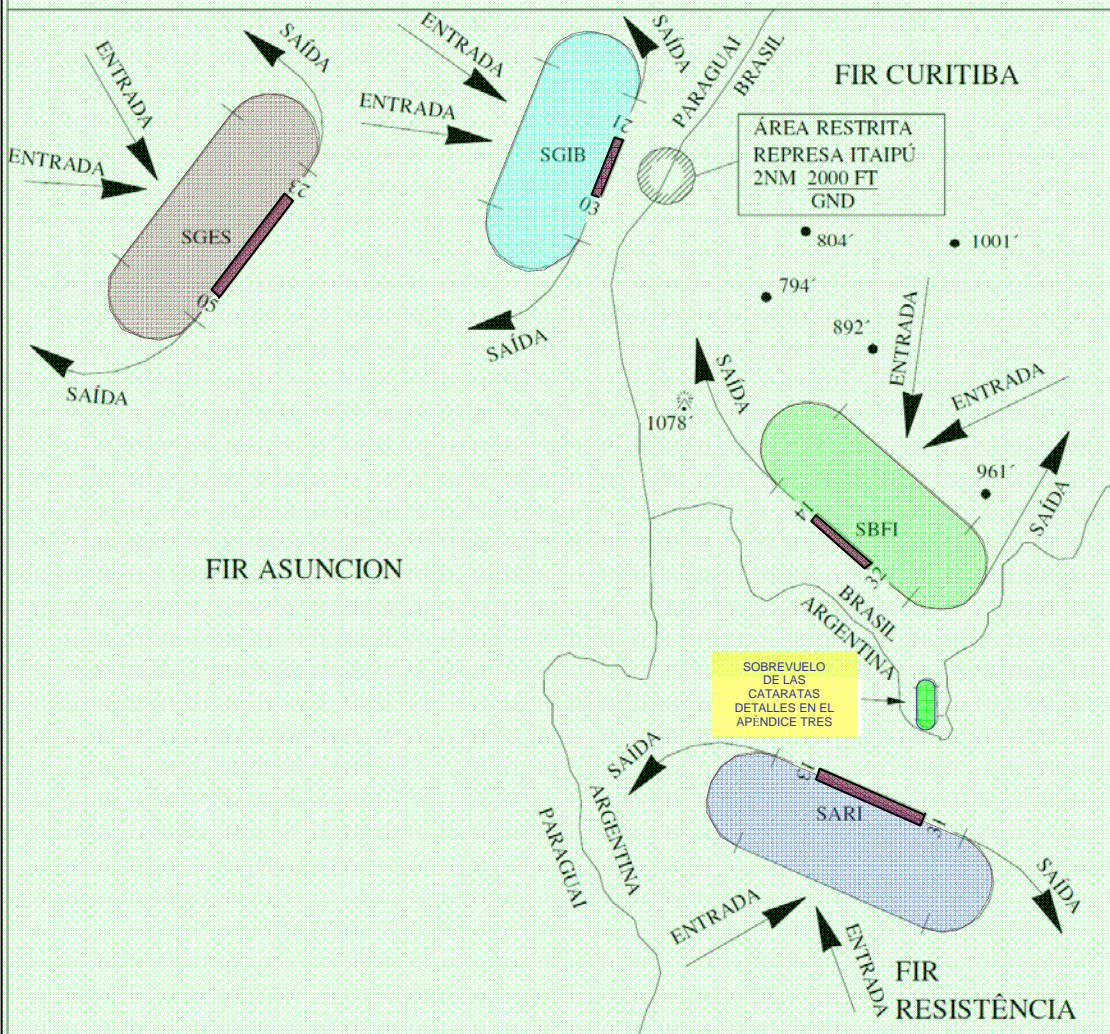 SAÍDA
ENTRADA
ENTRADA
SGES
23
05
SAÍDA
ENTRADA
ENTRADA
SAÍDA
SGIB
21
03
SAÍDA
PARAGUAI
BRASIL
FIR CURITIBA
ÁREA RESTRITA
REPRESA ITAIPÚ
2NM 2000 FT
GND
804´
1001´
794´
892´
ENTRADA
ENTRADA
SAÍDA
1078´
961´
SAÍDA
14
SBFI
32
FIR ASUNCION
BRASIL
ARGENTINA
SOBREVUELO
DE LAS
CATARATAS
DETALLES EN EL
APÉNDICE TRES
SAÍDA
13
SARI
31
SAÍDA
PARAGUAI
ARGENTINA
ENTRADA
ENTRADA
FIR
RESISTÊNCIA